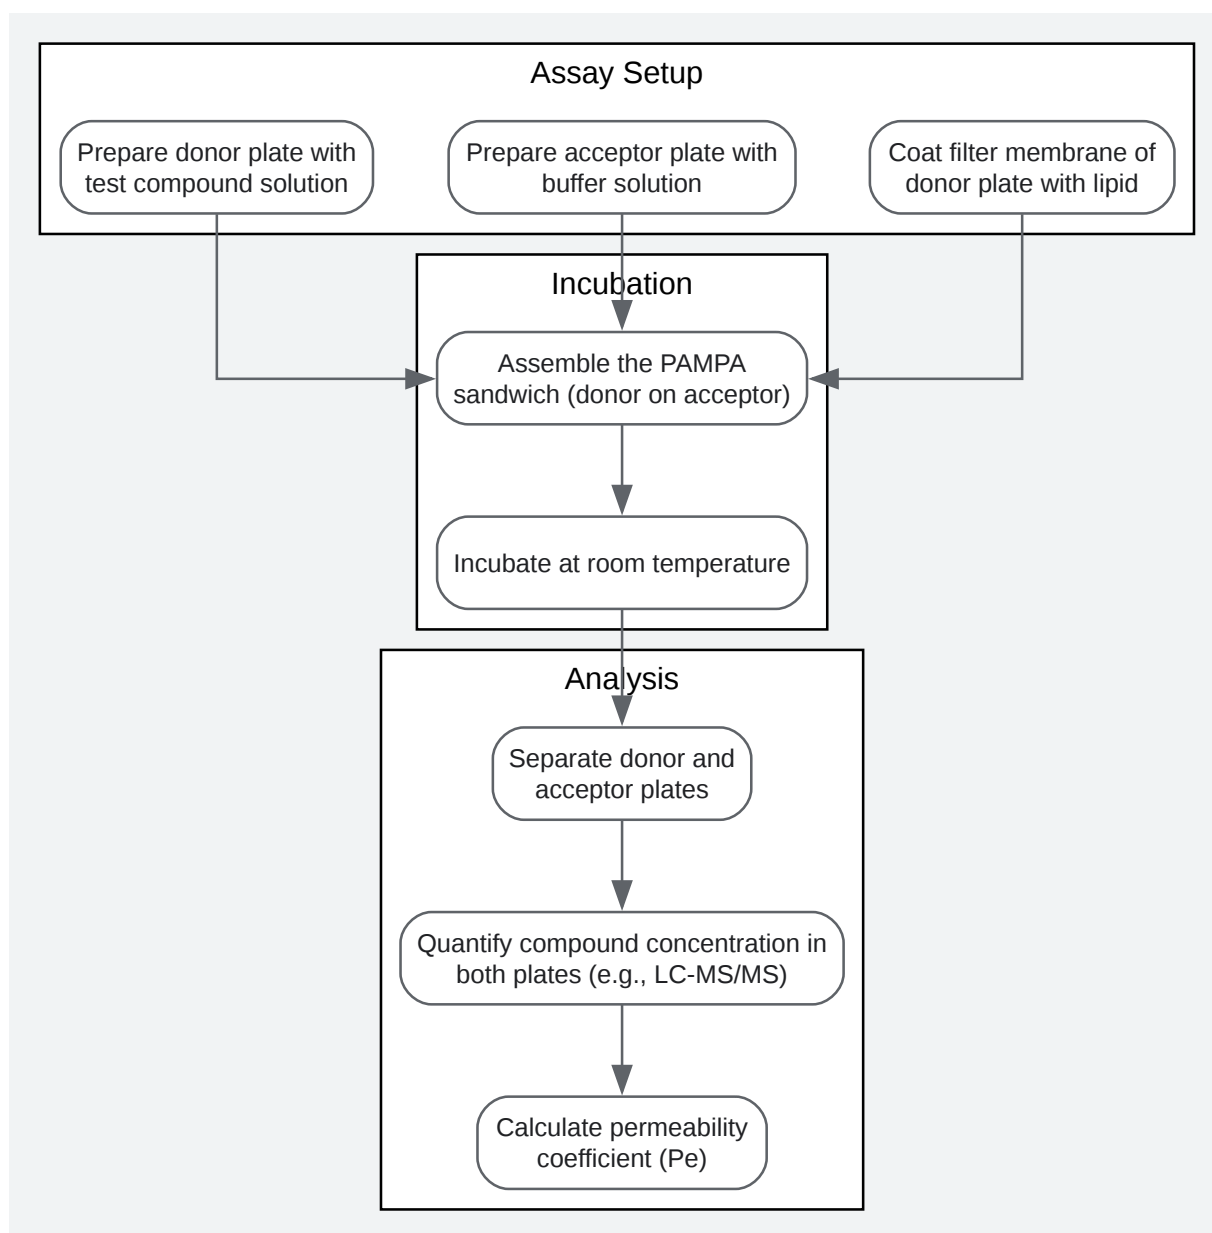 Assay Setup
Prepare donor plate with
test compound solution
Prepare acceptor plate with
buffer solution
Coat filter membrane of
donor plate with lipid
Incubation
Assemble the PAMPA
sandwich (donor on acceptor)
Incubate at room temperature
Analysis
Separate donor and
acceptor plates
Quantify compound concentration in
both plates (e.g., LC-MS/MS)
Calculate permeability
coefficient (Pe)